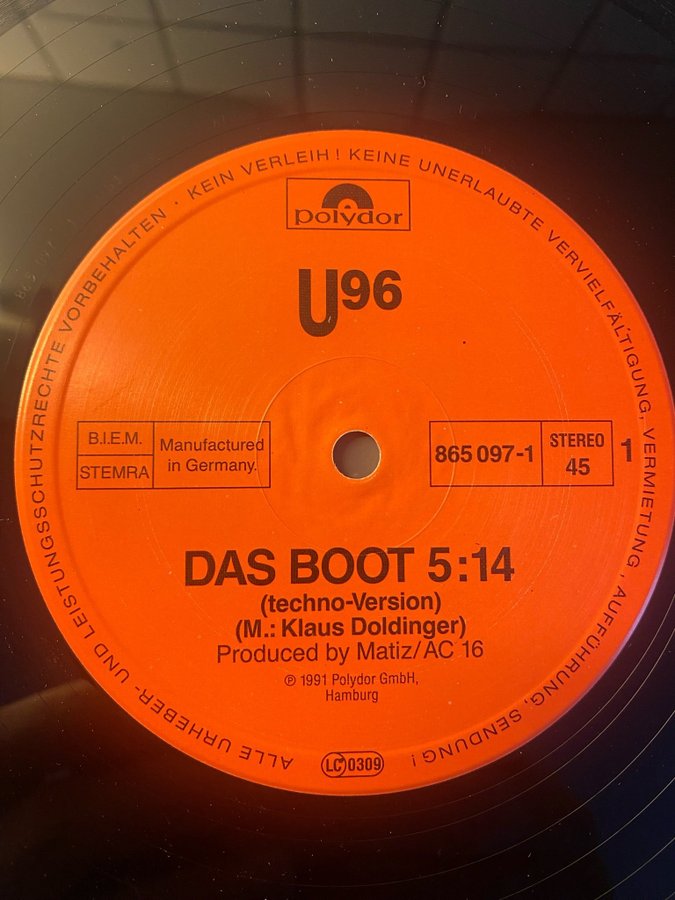 ALLE URHEBER- UND LEISTUNGSSCHUTZRECHTE VORBEHALTEN · KEIN VERLEIH! KEINE UNERLAUBTE VERVIELFÄLTIGUNG, VERMIETUNG, AUFFÜHRUNG, SENDUNG!
polydor
U96
B.I.E.M.
STEMRA
Manufactured
in Germany.
865 097-1
STEREO
45
1
DAS BOOT 5:14
(techno-Version)
(M.: Klaus Doldinger)
Produced by Matiz/AC 16
℗ 1991 Polydor GmbH,
Hamburg
LC 0309